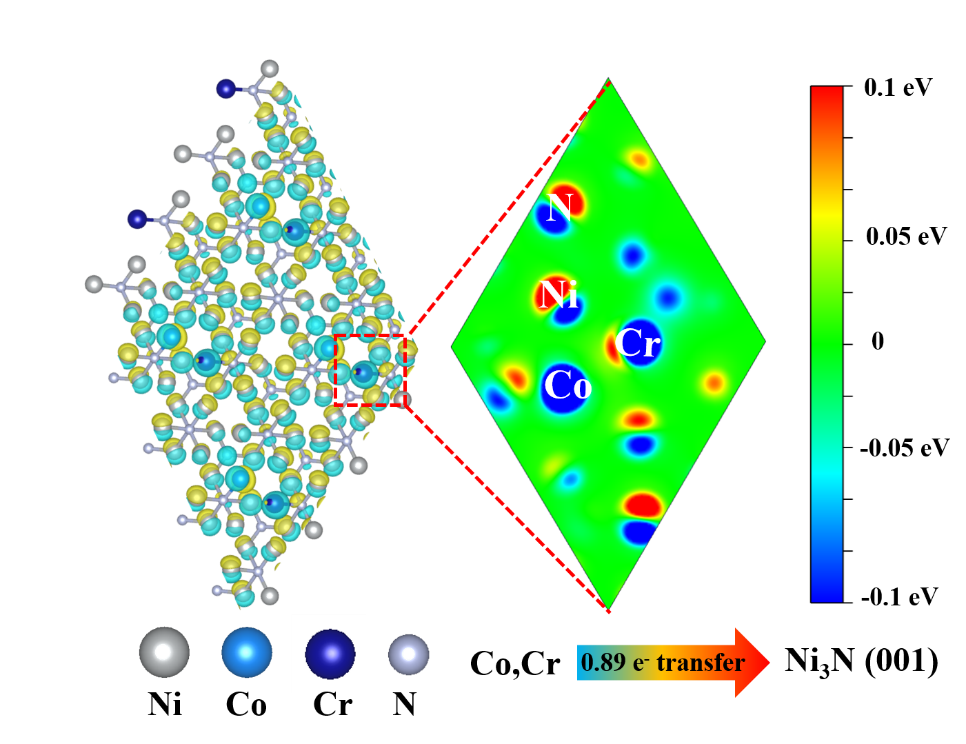 0.1 eV
N
0.05 eV
Ni
Cr
0
Co
-0.05 eV
-0.1 eV
Co,Cr 0.89 e⁻ transfer Ni₃N (001)
Ni Co Cr N